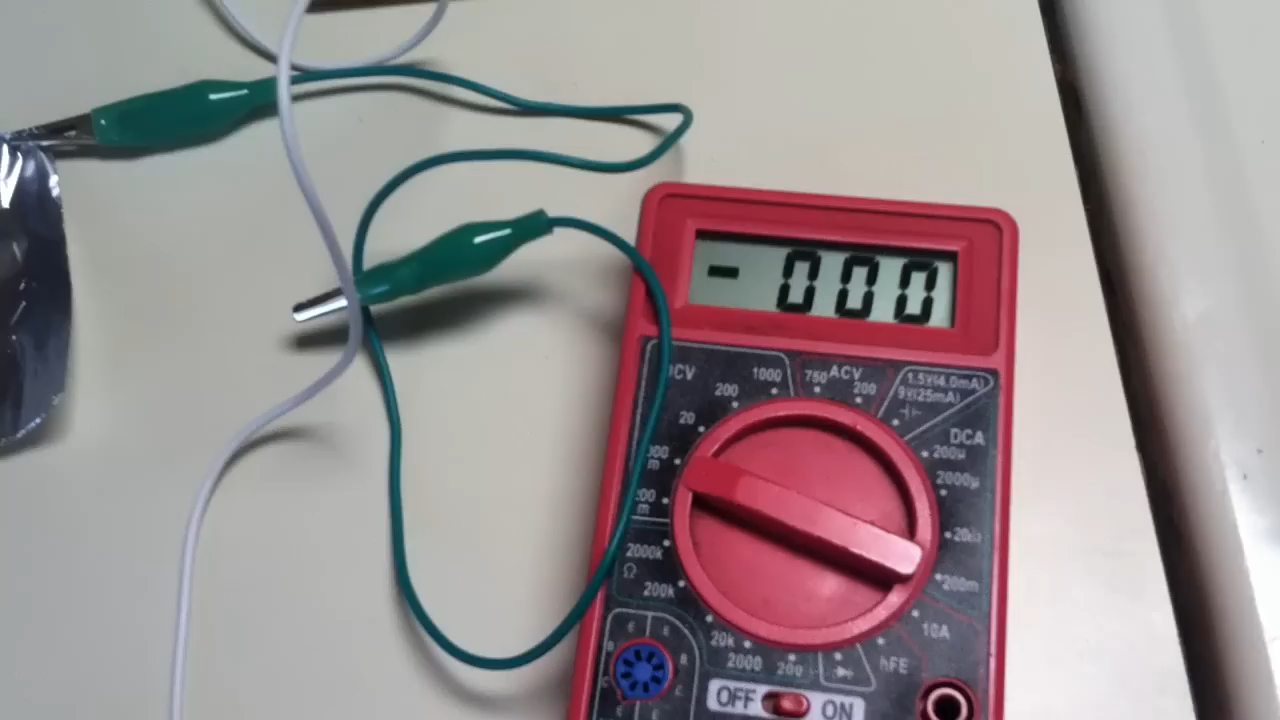 - 000
DCV
1000
750
ACV
200
200
1.5V(4.0mA)
9V(25mA)
20
DCA
200µ
2000µ
m
m
20m
200m
2000k
Ω
200k
10A
20k
2000
200
hFE
OFF
ON
E
E
B
B
C
C
E
E